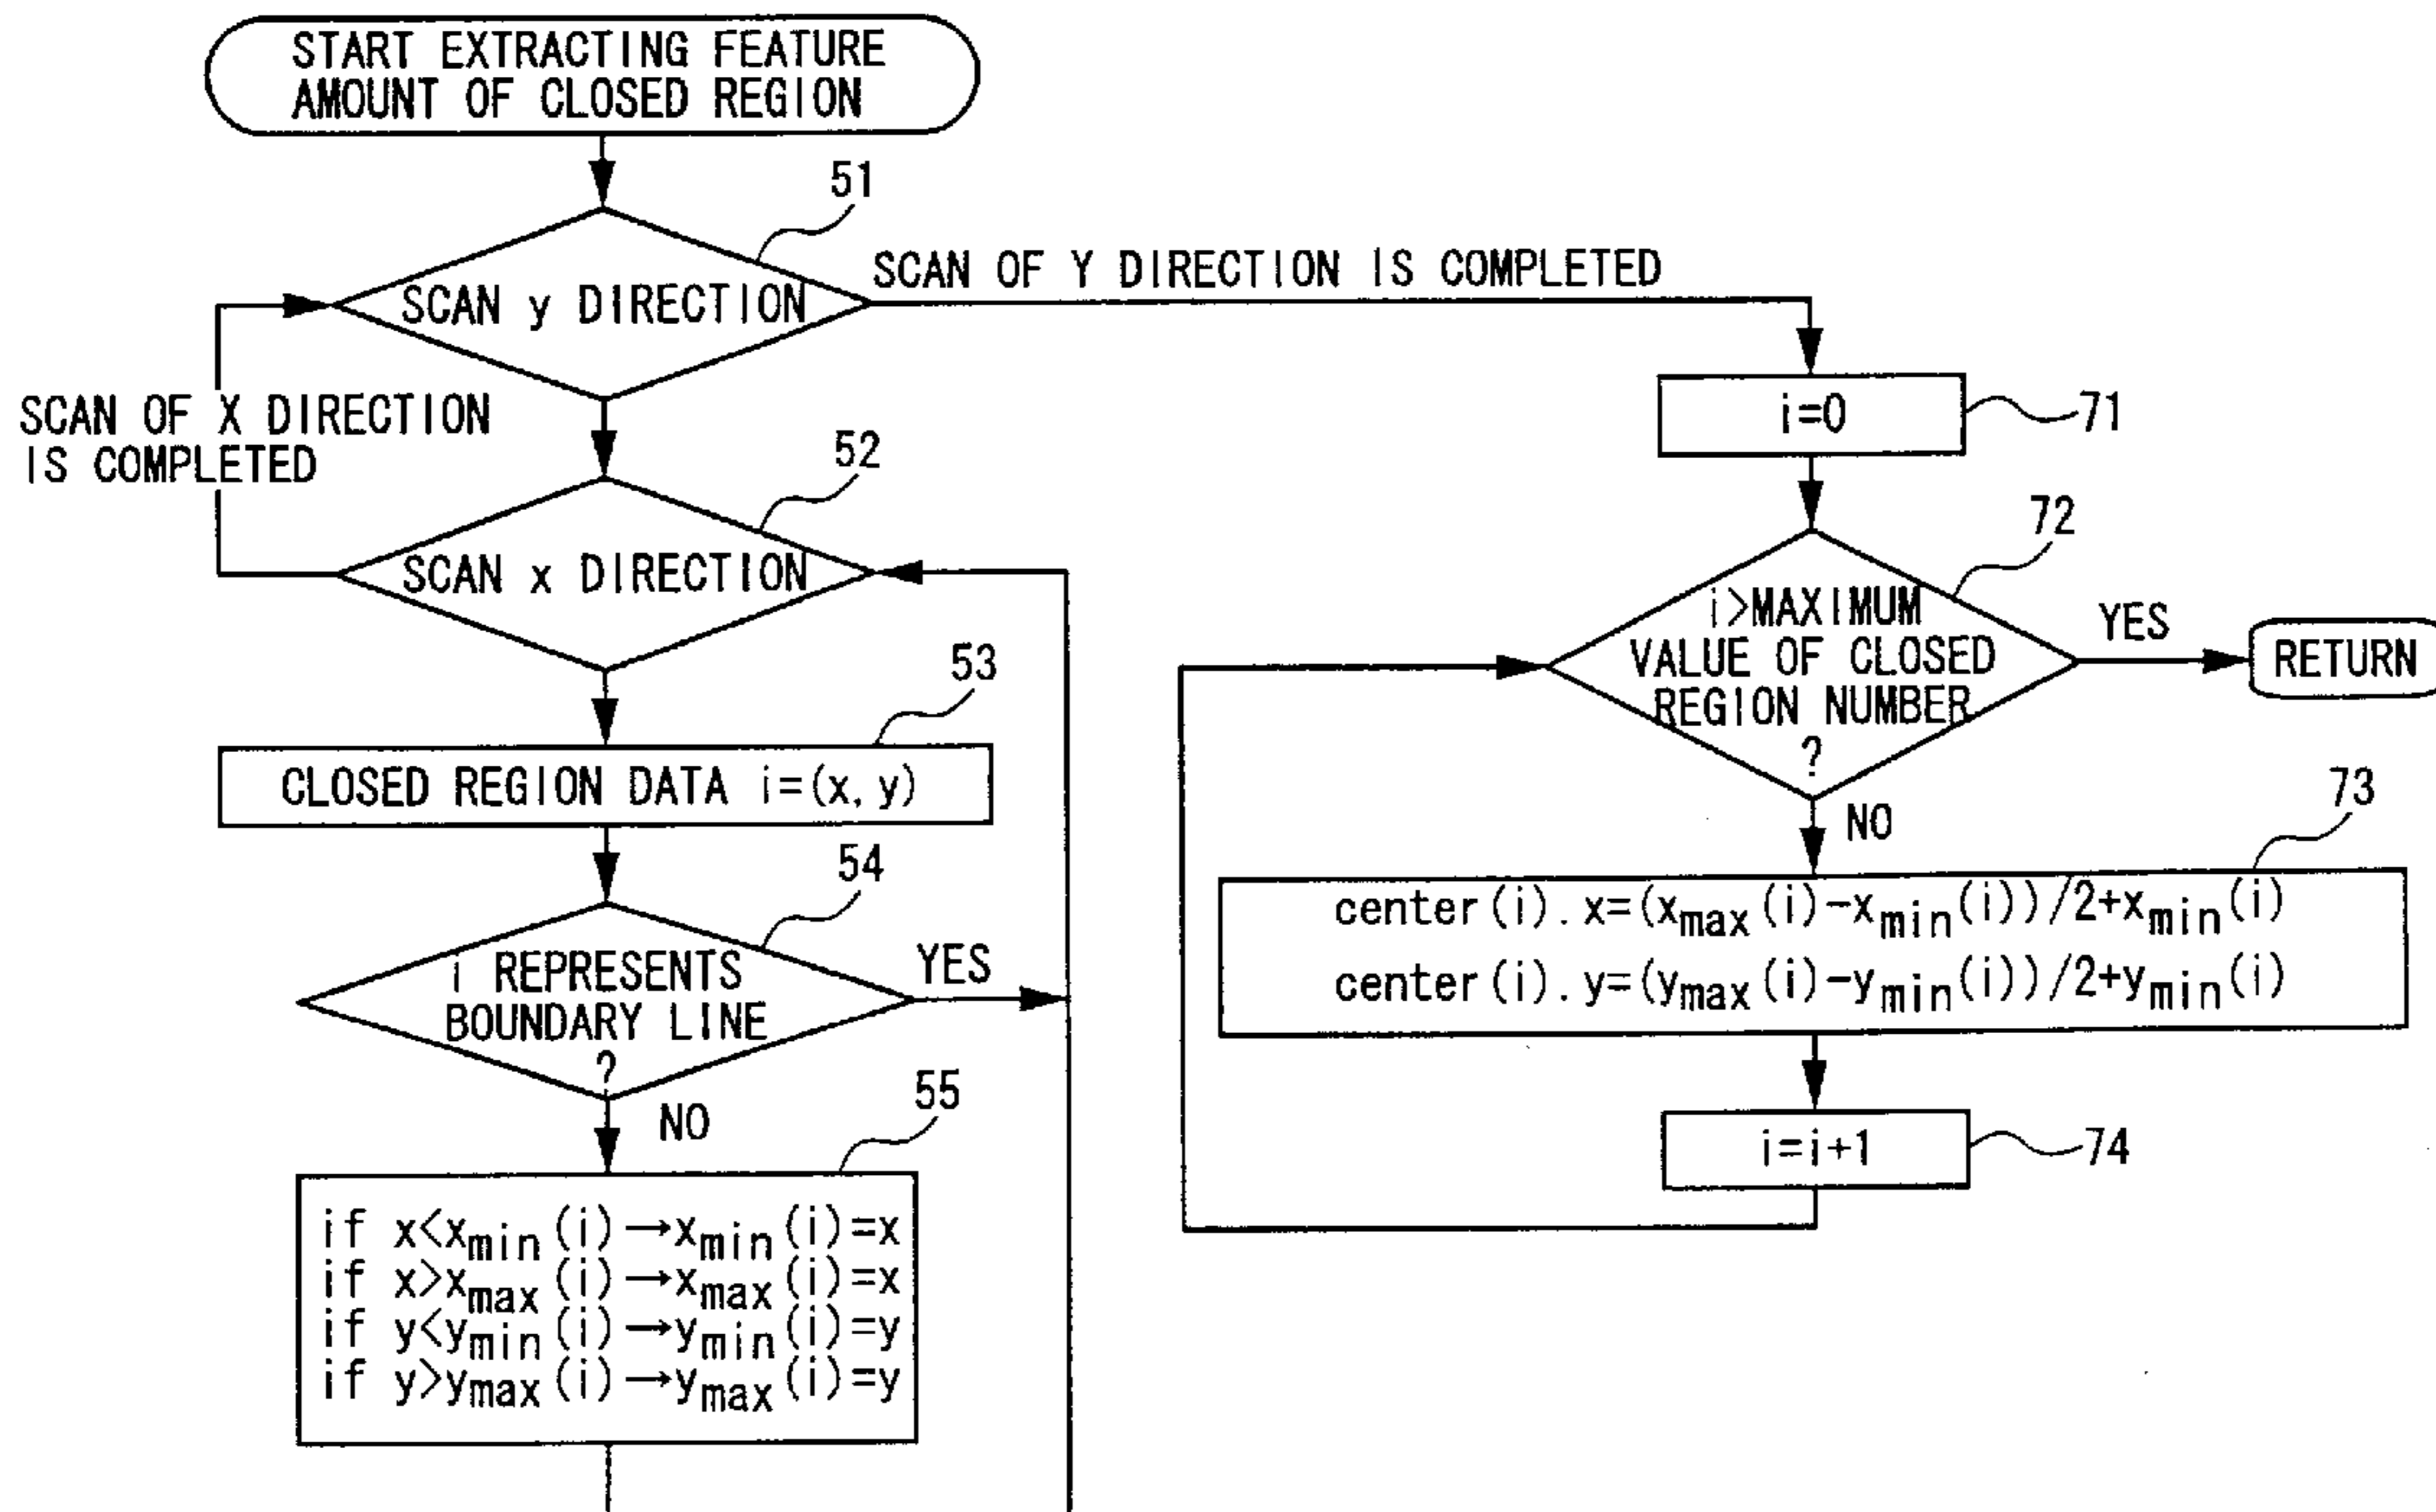 START EXTRACTING FEATURE
AMOUNT OF CLOSED REGION
51
SCAN y DIRECTION
SCAN OF Y DIRECTION IS COMPLETED
SCAN OF X DIRECTION
IS COMPLETED
52
SCAN x DIRECTION
53
CLOSED REGION DATA i=(x, y)
54
i REPRESENTS
BOUNDARY LINE
?
YES
NO
55
if x<xmin(i)→xmin(i)=x
if x>xmax(i)→xmax(i)=x
if y<ymin(i)→ymin(i)=y
if y>ymax(i)→ymax(i)=y
i=0
71
72
i>MAXIMUM
VALUE OF CLOSED
REGION NUMBER
?
YES
RETURN
NO
73
center(i).x=(xmax(i)-xmin(i))/2+xmin(i)
center(i).y=(ymax(i)-ymin(i))/2+ymin(i)
i=i+1
74